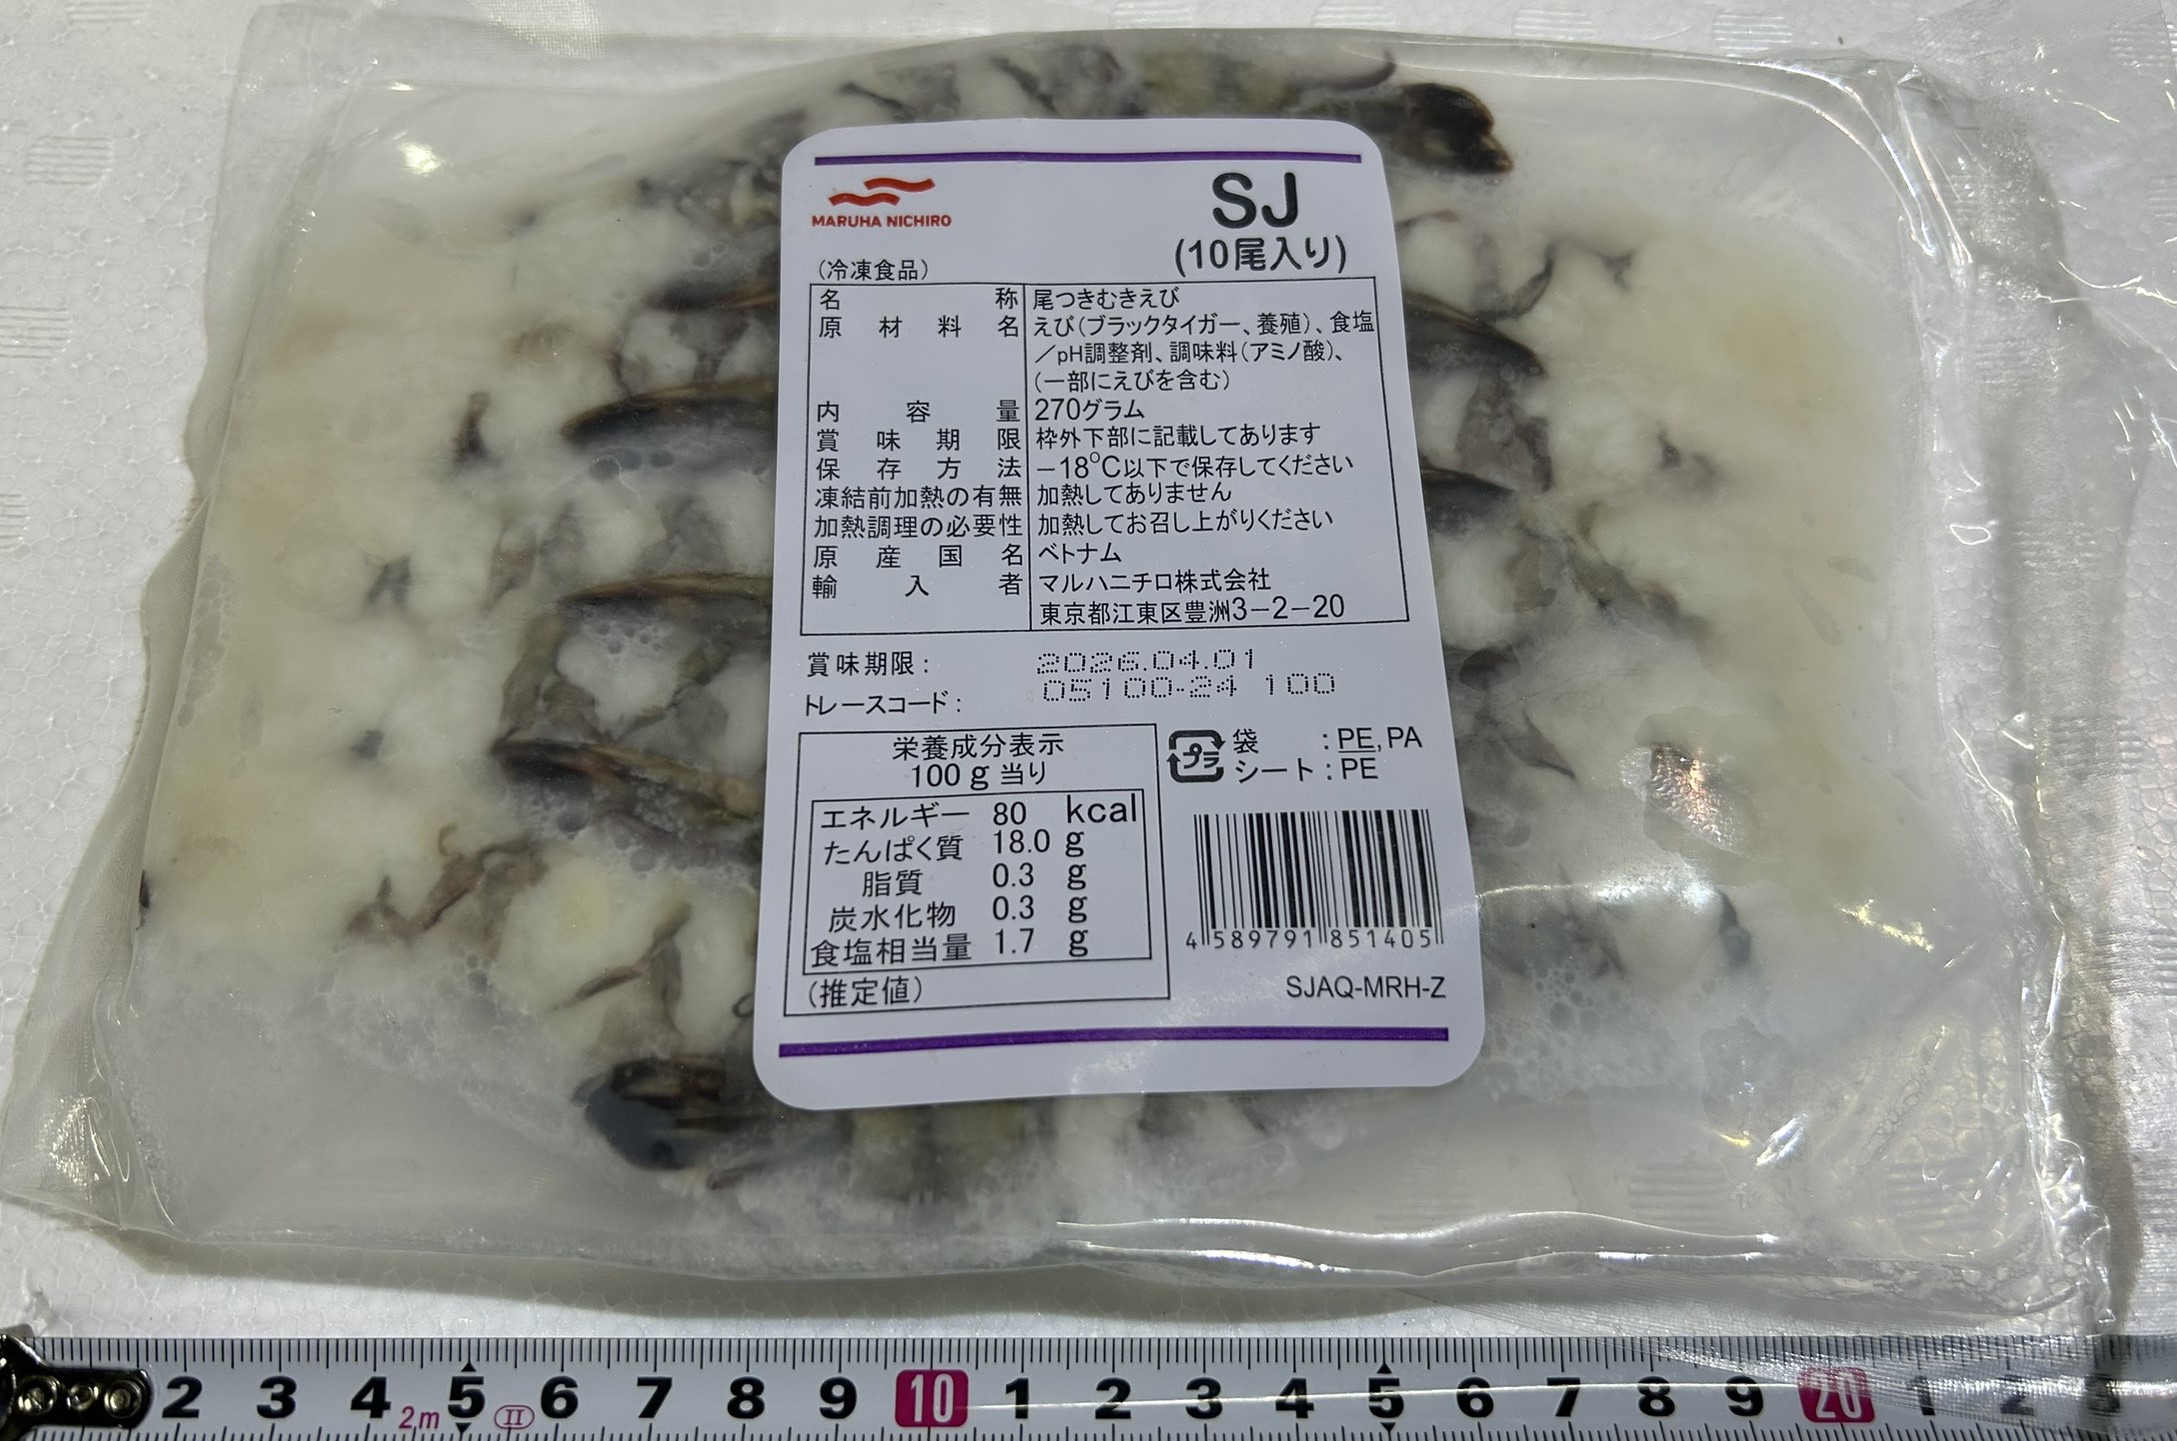 MARUHA NICHIRO
SJ
(10尾入り)
(冷凍食品)
名称 尾つきむきえび
原材料名 えび(ブラックタイガー、養殖)、食塩
/pH調整剤、調味料(アミノ酸)、
(一部にえびを含む)
内容量 270グラム
賞味期限 枠外下部に記載してあります
保存方法 -18°C以下で保存してください
凍結前加熱の有無 加熱してありません
加熱調理の必要性 加熱してお召し上がりください
原産国名 ベトナム
輸入者 マルハニチロ株式会社
東京都江東区豊洲3-2-20
賞味期限: 2026.04.01
トレースコード: 05100-24 100
栄養成分表示
100g当り
エネルギー 80 kcal
たんぱく質 18.0 g
脂質 0.3 g
炭水化物 0.3 g
食塩相当量 1.7 g
(推定値)
プラ
袋 : PE, PA
シート : PE
4 589791 851405
SJAQ-MRH-Z
2 3 4 2m 5 II 6 7 8 9 10 1 2 3 4 5 6 7 8 9 20 1 2 3